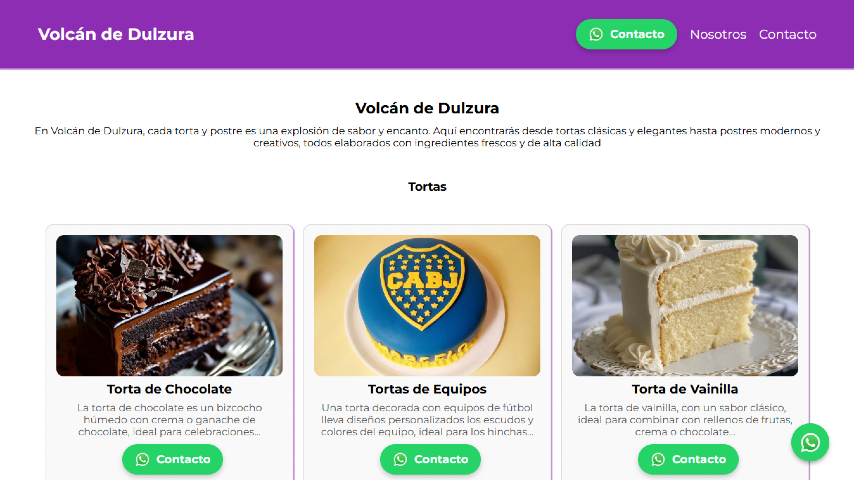 Volcán de Dulzura
Contacto
Nosotros
Contacto
Volcán de Dulzura
En Volcán de Dulzura, cada torta y postre es una explosión de sabor y encanto. Aquí encontrarás desde tortas clásicas y elegantes hasta postres modernos y
creativos, todos elaborados con ingredientes frescos y de alta calidad
Tortas
CABJ
Torta de Chocolate
La torta de chocolate es un bizcocho
húmedo con crema o ganache de
chocolate, ideal para celebraciones...
Contacto
Tortas de Equipos
Una torta decorada con equipos de fútbol
lleva diseños personalizados los escudos y
colores del equipo, ideal para los hinchas...
Contacto
Torta de Vainilla
La torta de vainilla, con un sabor clásico,
ideal para combinar con rellenos de frutas,
crema o chocolate...
Contacto